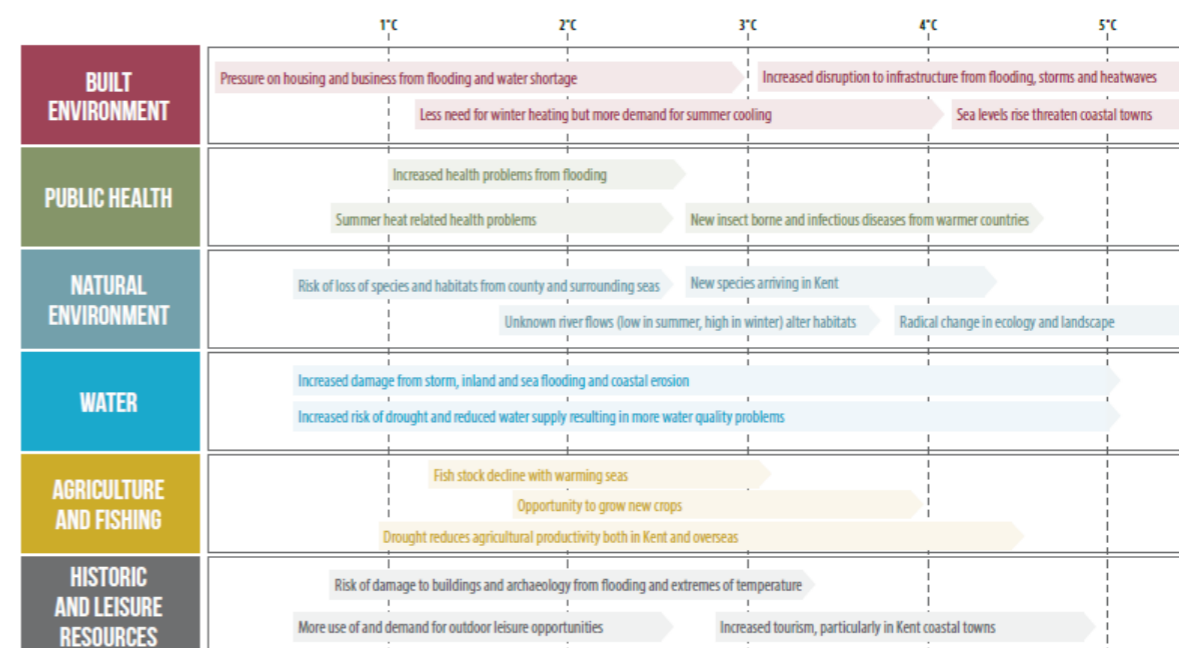 1°C 2°C 3°C 4°C 5°C
BUILT
ENVIRONMENT
Pressure on housing and business from flooding and water shortage
Increased disruption to infrastructure from flooding, storms and heatwaves
Less need for winter heating but more demand for summer cooling
Sea levels rise threaten coastal towns
PUBLIC HEALTH
Increased health problems from flooding
Summer heat related health problems
New insect borne and infectious diseases from warmer countries
NATURAL
ENVIRONMENT
Risk of loss of species and habitats from county and surrounding seas
New species arriving in Kent
Unknown river flows (low in summer, high in winter) alter habitats
Radical change in ecology and landscape
WATER
Increased damage from storm, inland and sea flooding and coastal erosion
Increased risk of drought and reduced water supply resulting in more water quality problems
AGRICULTURE
AND FISHING
Fish stock decline with warming seas
Opportunity to grow new crops
Drought reduces agricultural productivity both in Kent and overseas
HISTORIC
AND LEISURE
RESOURCES
Risk of damage to buildings and archaeology from flooding and extremes of temperature
More use of and demand for outdoor leisure opportunities
Increased tourism, particularly in Kent coastal towns